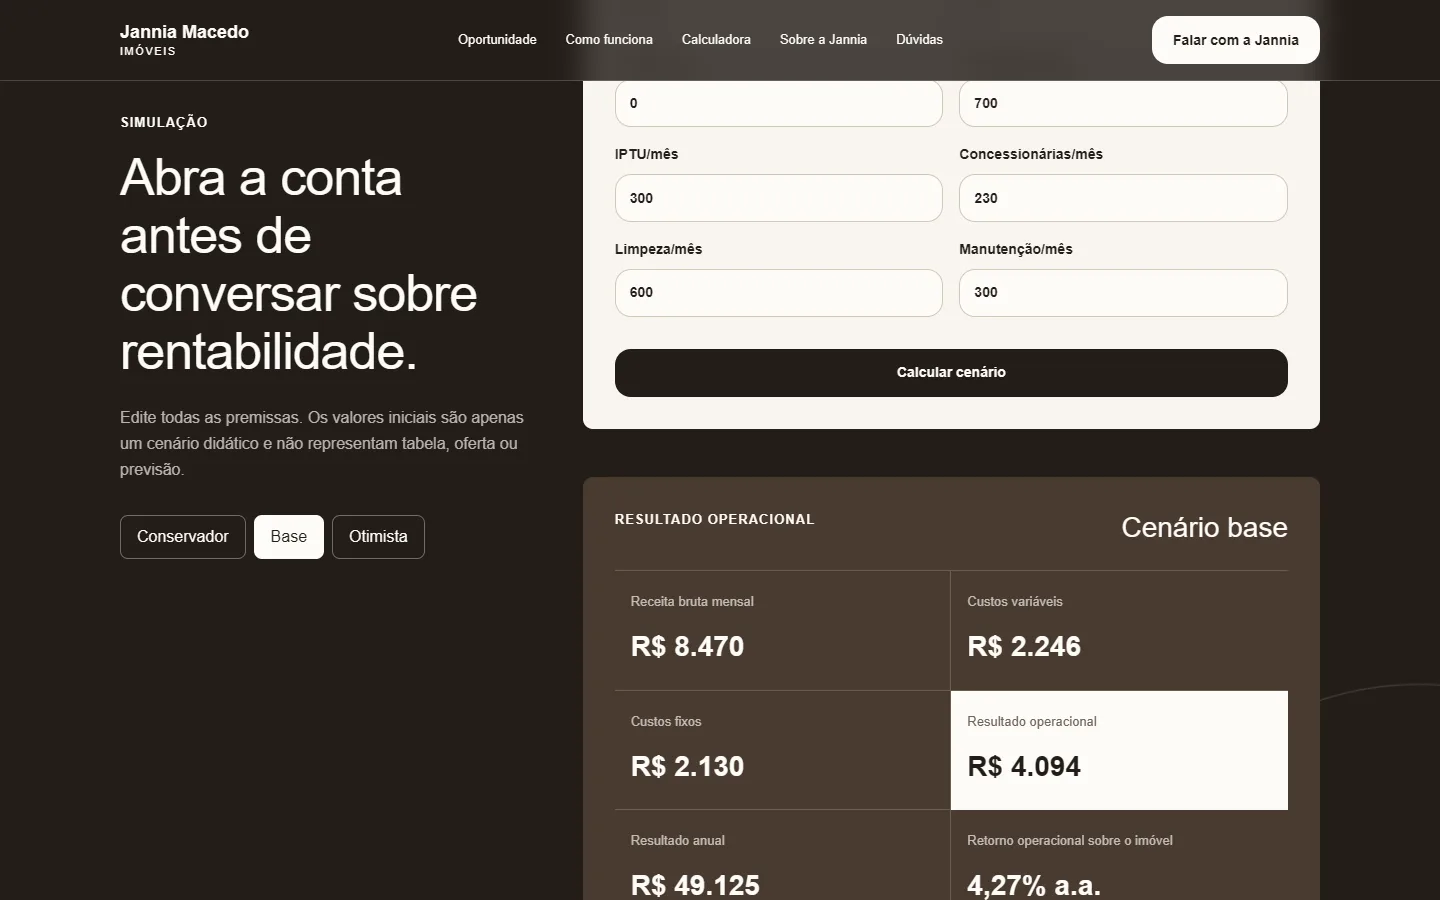 Jannia Macedo
IMÓVEIS
Oportunidade
Como funciona
Calculadora
Sobre a Jannia
Dúvidas
Falar com a Jannia
SIMULAÇÃO
Abra a conta
antes de
conversar sobre
rentabilidade.
Edite todas as premissas. Os valores iniciais são apenas
um cenário didático e não representam tabela, oferta ou
previsão.
Conservador
Base
Otimista
0
700
IPTU/mês
Concessionárias/mês
300
230
Limpeza/mês
Manutenção/mês
600
300
Calcular cenário
RESULTADO OPERACIONAL
Cenário base
Receita bruta mensal
R$ 8.470
Custos variáveis
R$ 2.246
Custos fixos
R$ 2.130
Resultado operacional
R$ 4.094
Resultado anual
R$ 49.125
Retorno operacional sobre o imóvel
4,27% a.a.